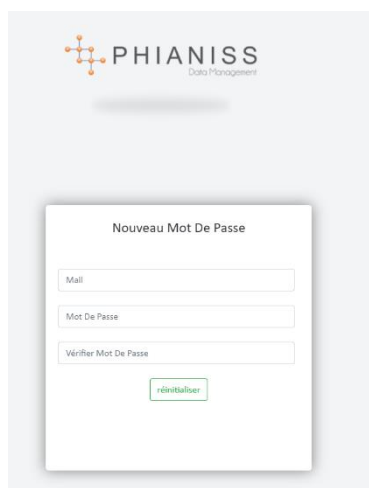 PHIANISS
Data Management
Nouveau Mot De Passe
Mail
Mot De Passe
Vérifier Mot De Passe
réinitialiser